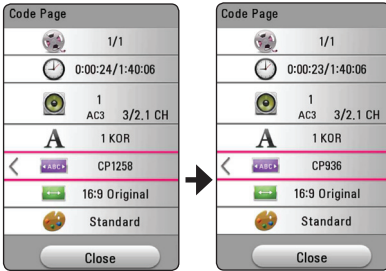 Code Page
1/1
0:00:24/1:40:06
1
AC3 3/2.1 CH
A 1 KOR
ABC CP1258
16:9 Original
Standard
Close
Code Page
1/1
0:00:23/1:40:06
1
AC3 3/2.1 CH
A 1 KOR
ABC CP936
16:9 Original
Standard
Close